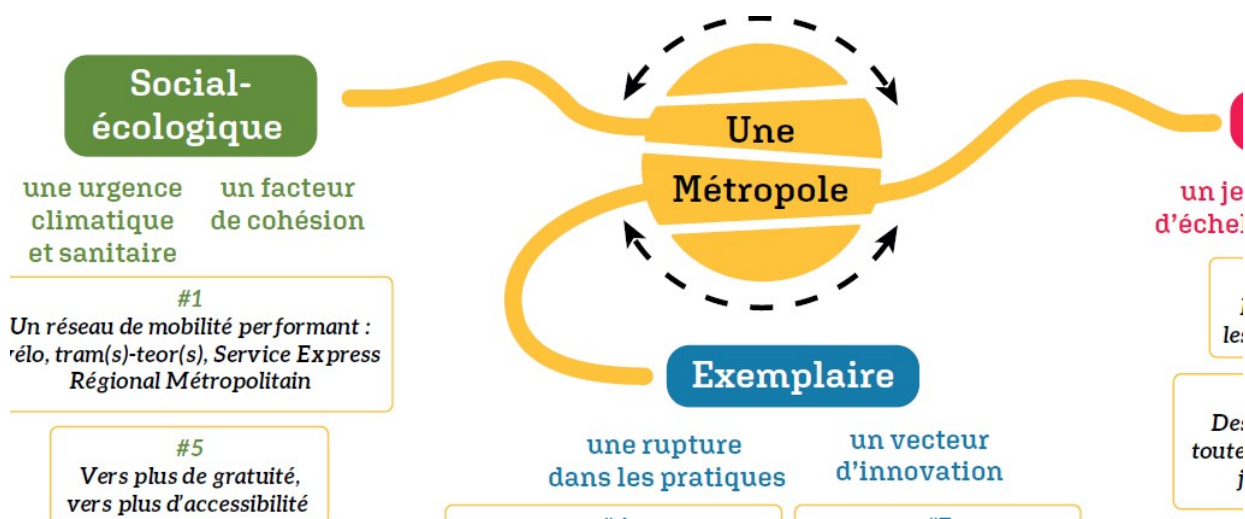 Social-
écologique
une urgence
climatique
et sanitaire
un facteur
de cohésion
#1
Un réseau de mobilité performant :
vélo, tram(s)-teor(s), Service Express
Régional Métropolitain
#5
Vers plus de gratuité,
vers plus d'accessibilité
Une
Métropole
Exemplaire
une rupture
dans les pratiques
un vecteur
d'innovation
un je
d'échel
les
Des
toute
j